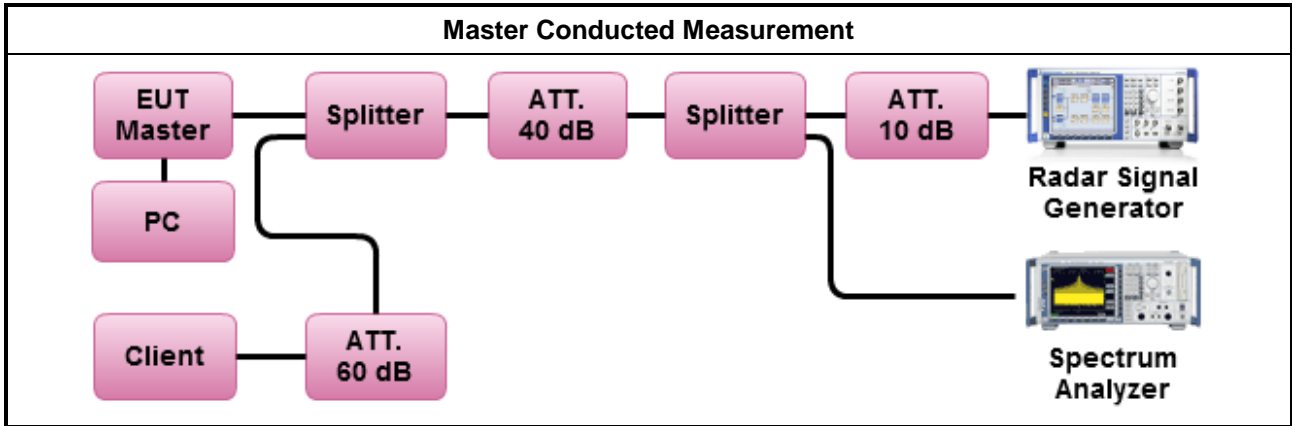 Master Conducted Measurement
EUT
Master
Splitter
ATT.
40 dB
Splitter
ATT.
10 dB
Radar Signal
Generator
PC
Client
ATT.
60 dB
Spectrum
Analyzer